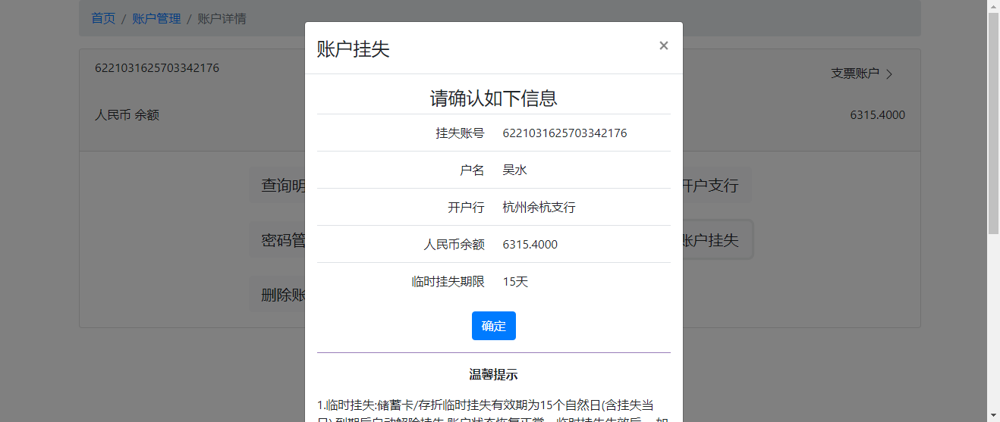 首页 / 账户管理 / 账户详情
账户挂失 ×
6221031625703342176
支票账户
人民币 余额
6315.4000
请确认如下信息
挂失账号 6221031625703342176
户名 吴水
开户行 杭州余杭支行
人民币余额 6315.4000
临时挂失期限 15天
查询明
开户支行
密码管
账户挂失
删除账
确定
温馨提示
1.临时挂失:储蓄卡/存折临时挂失有效期为15个自然日(含挂失当
日),到期后自动解除挂失,账户状态恢复正常。临时挂失失效后，如